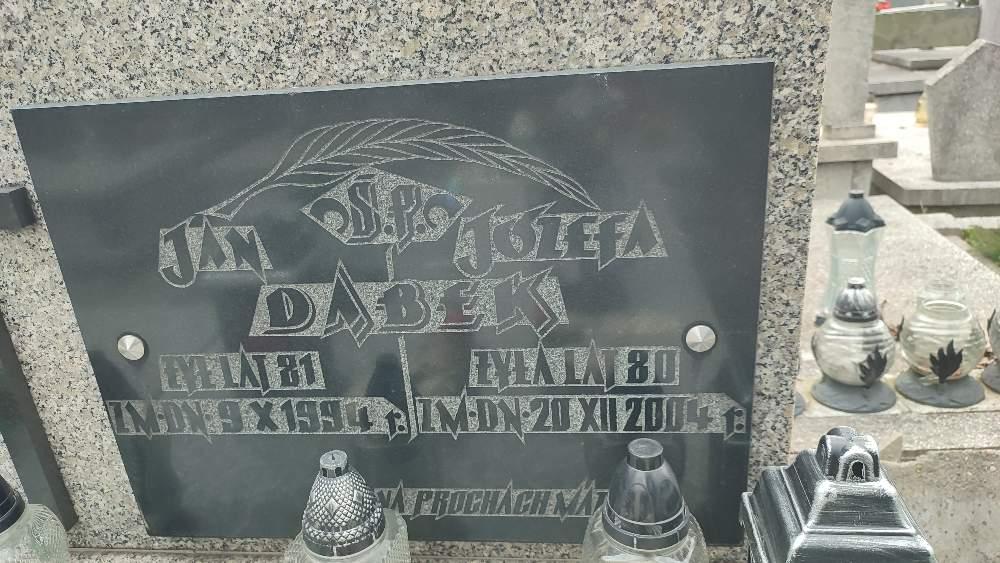 Ś.P.
JAN JÓZEFA
DĄBEK
ŻYŁ LAT 81 ŻYŁA LAT 80
ZM·DN·9 X 1994 r. ZM·DN·20 XII 2004 r.
NA PROCHACH